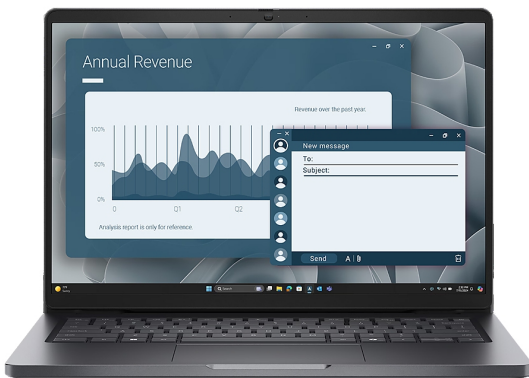 Annual Revenue
Revenue over the past year.
100%
50%
0%
Q
Q1
Q2
Analysis report is only for reference.
New message
To:
Subject:
Send
A
Search